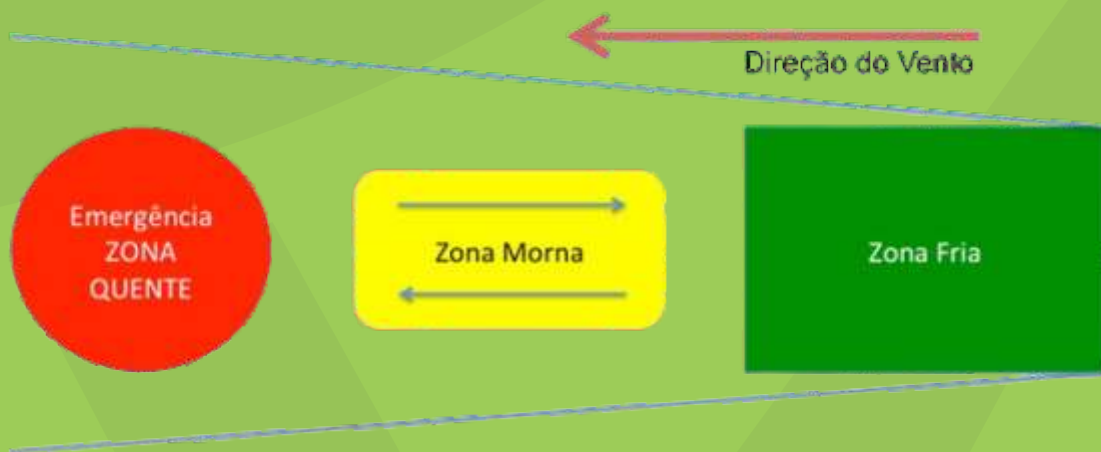 Direção do Vento
Emergência
ZONA
QUENTE
Zona Morna
Zona Fria